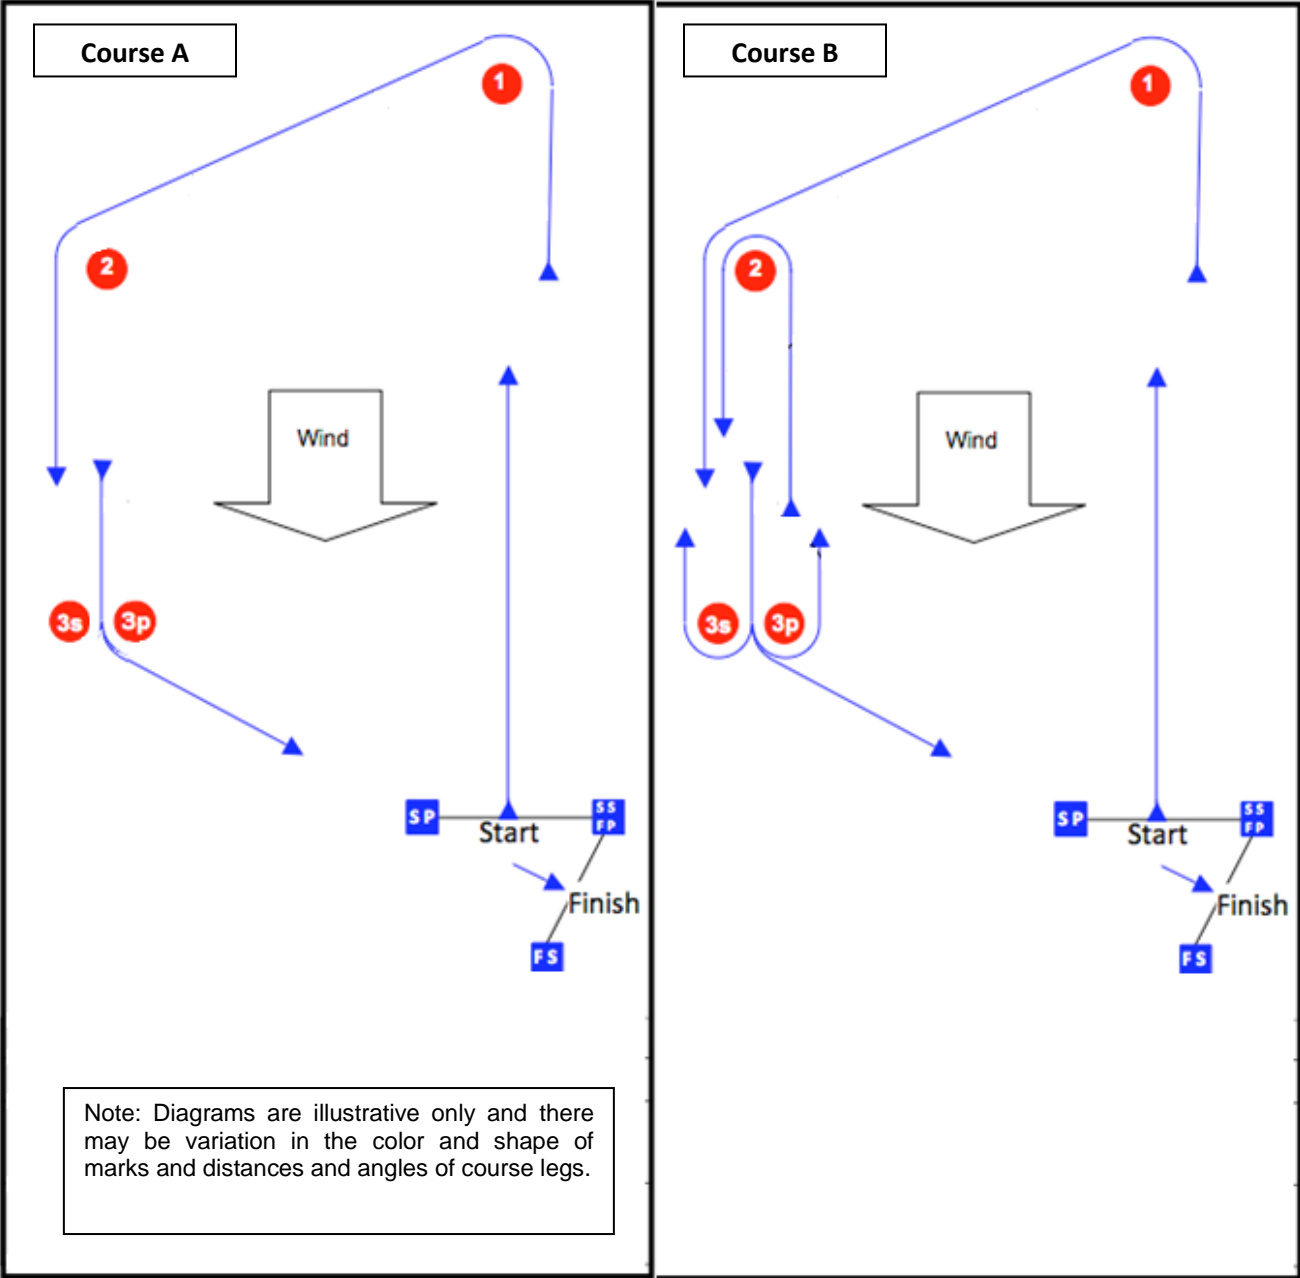 Course A
1
2
Wind
3s 3p
SP
Start
SS
FP
Finish
FS
Note: Diagrams are illustrative only and there
may be variation in the color and shape of
marks and distances and angles of course legs.
Course B
1
2
Wind
3s 3p
SP
Start
SS
FP
Finish
FS